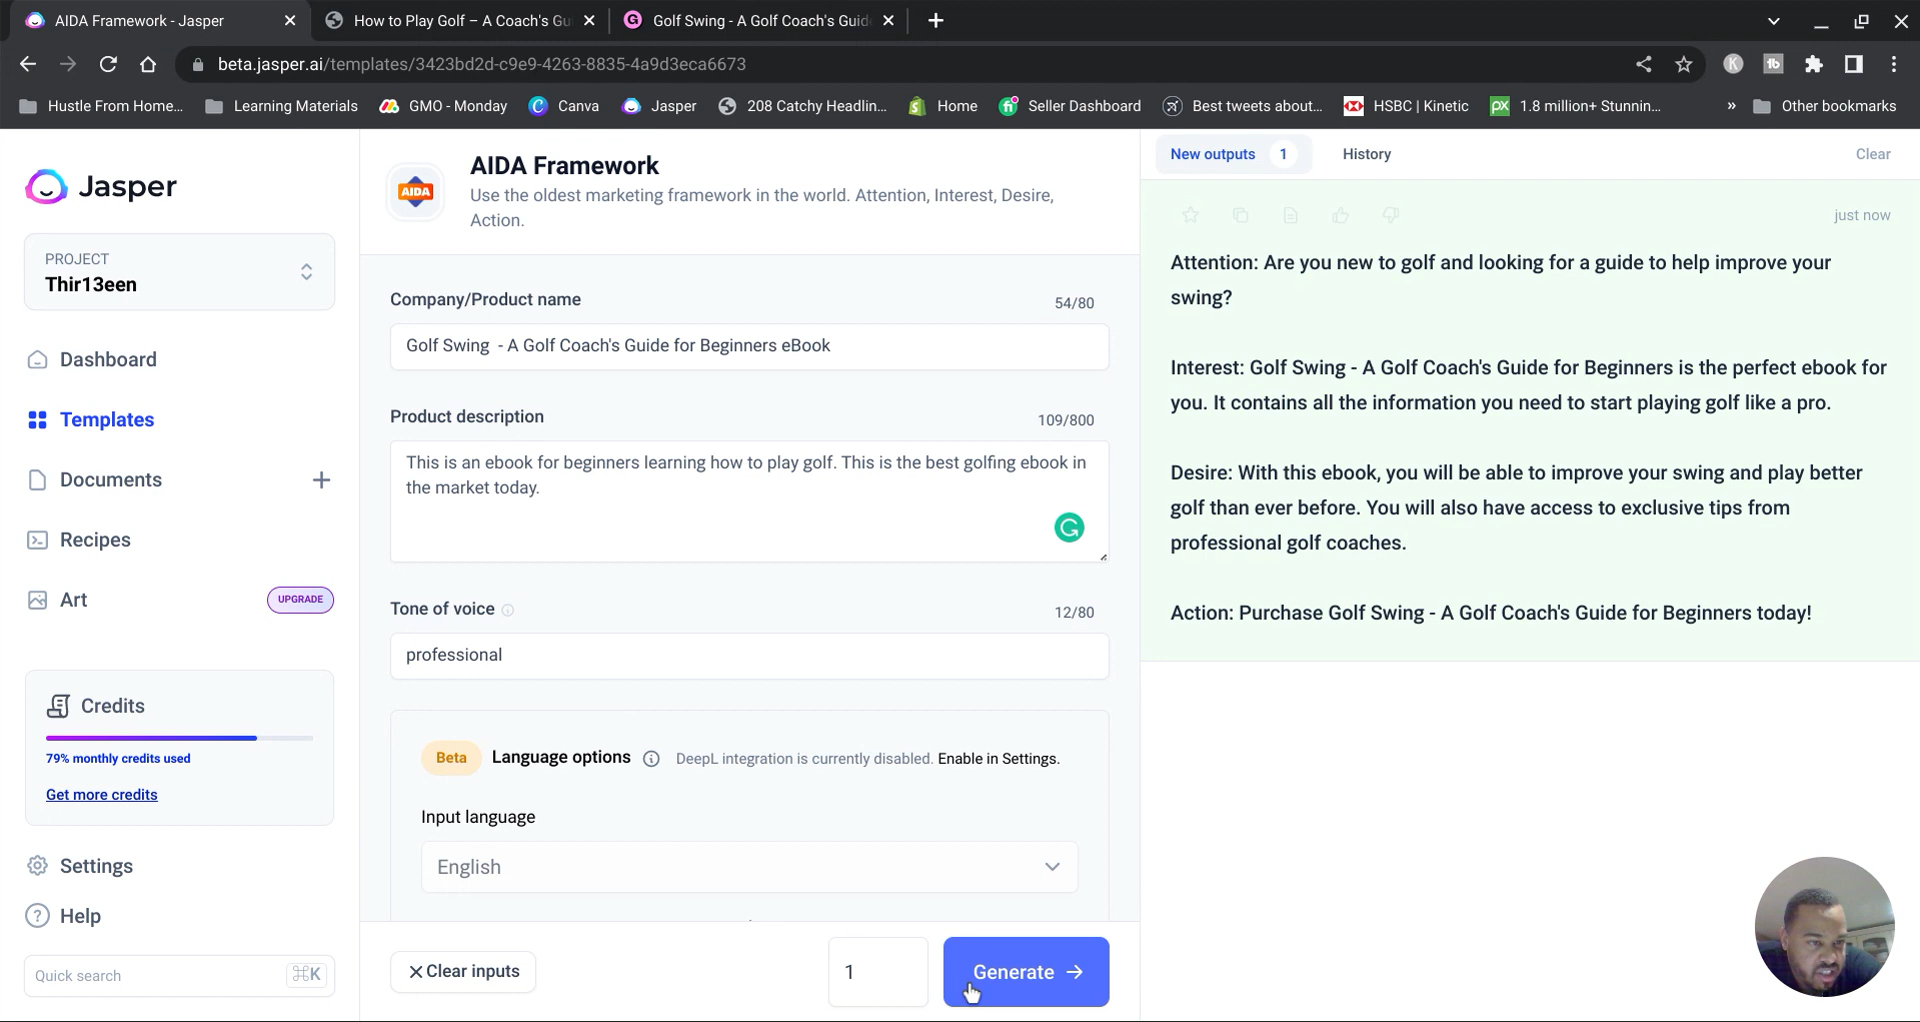 AIDA Framework - Jasper
How to Play Golf – A Coach's Gu
Golf Swing - A Golf Coach's Guide
beta.jasper.ai/templates/3423bd2d-c9e9-4263-8835-4a9d3eca6673
Hustle From Home...
Learning Materials
GMO - Monday
Canva
Jasper
208 Catchy Headlin...
Home
Seller Dashboard
Best tweets about...
HSBC | Kinetic
1.8 million+ Stunnin...
»
Other bookmarks
Jasper
PROJECT
Thir13een
Dashboard
Templates
Documents
Recipes
Art
UPGRADE
Credits
79% monthly credits used
Get more credits
Settings
Help
Quick search
⌘K
AIDA
AIDA Framework
Use the oldest marketing framework in the world. Attention, Interest, Desire,
Action.
Company/Product name
54/80
Golf Swing  - A Golf Coach's Guide for Beginners eBook
Product description
109/800
This is an ebook for beginners learning how to play golf. This is the best golfing ebook in
the market today.
Tone of voice
12/80
professional
Beta
Language options
DeepL integration is currently disabled. Enable in Settings.
Input language
English
Clear inputs
1
Generate
New outputs
1
History
Clear
just now
Attention: Are you new to golf and looking for a guide to help improve your
swing?
Interest: Golf Swing - A Golf Coach's Guide for Beginners is the perfect ebook for
you. It contains all the information you need to start playing golf like a pro.
Desire: With this ebook, you will be able to improve your swing and play better
golf than ever before. You will also have access to exclusive tips from
professional golf coaches.
Action: Purchase Golf Swing - A Golf Coach's Guide for Beginners today!